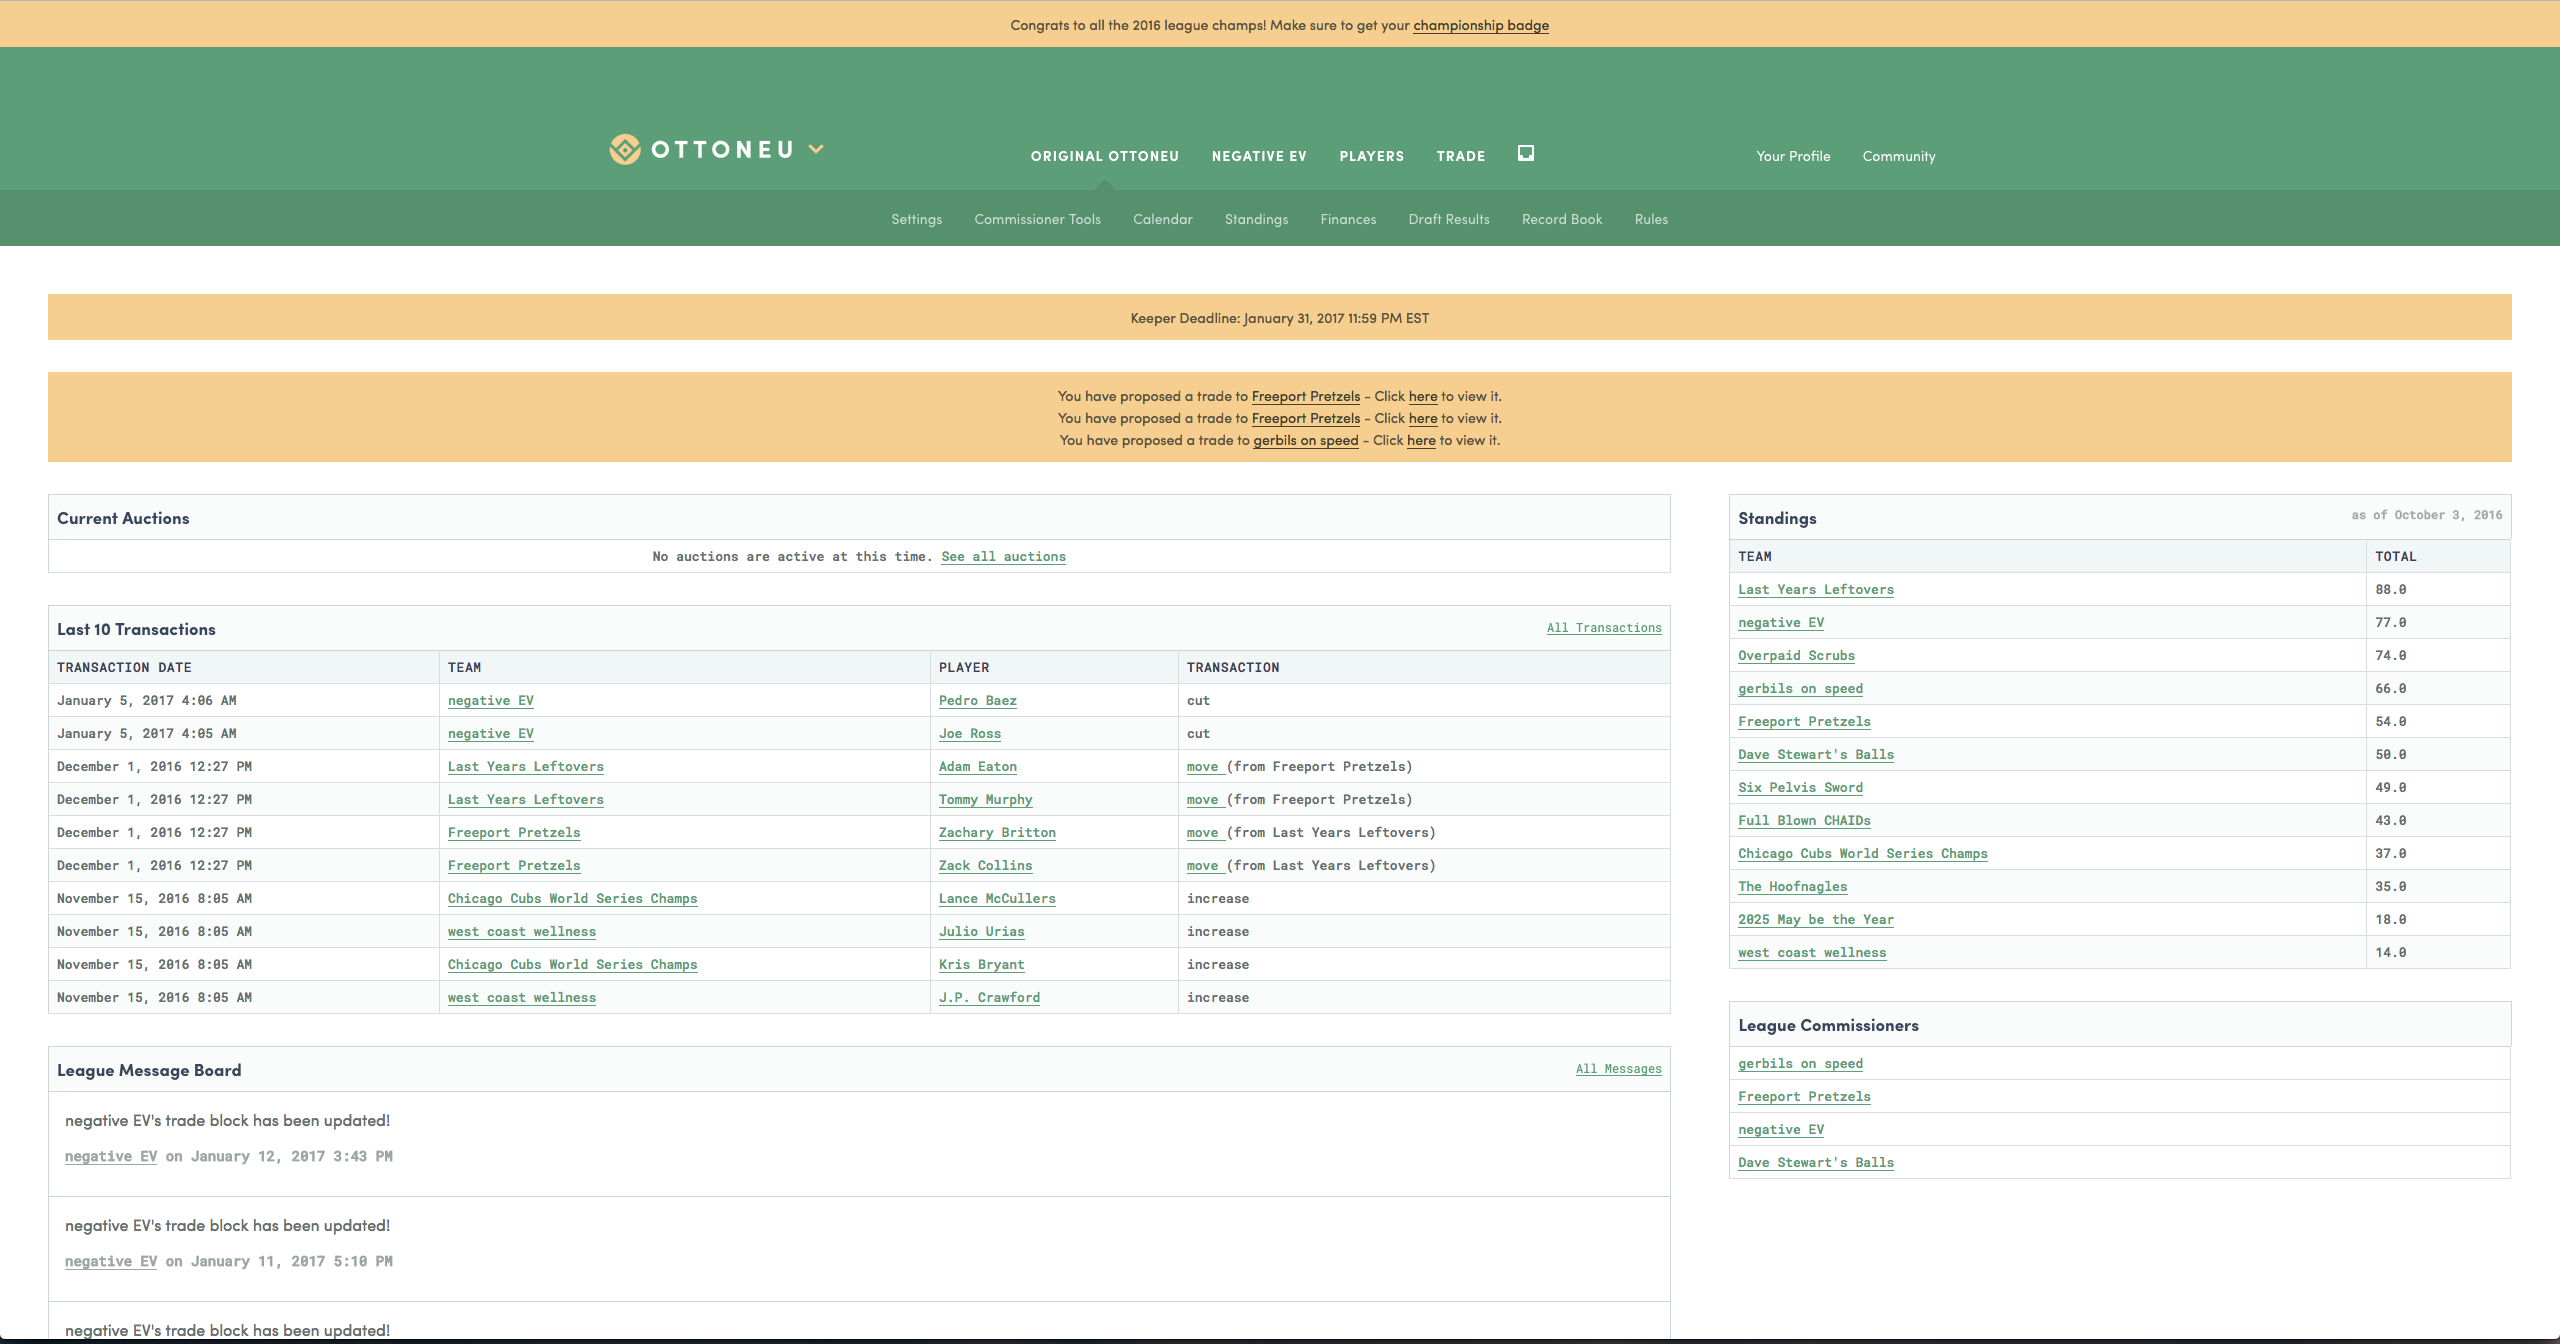 Congrats to all the 2016 league champs! Make sure to get your championship badge
OTTONEU
ORIGINAL OTTONEU NEGATIVE EV PLAYERS TRADE
Your Profile Community
Settings Commissioner Tools Calendar Standings Finances Draft Results Record Book Rules
Keeper Deadline: January 31, 2017 11:59 PM EST
You have proposed a trade to Freeport Pretzels - Click here to view it.
You have proposed a trade to Freeport Pretzels - Click here to view it.
You have proposed a trade to gerbils on speed - Click here to view it.
Current Auctions
No auctions are active at this time. See all auctions
Last 10 Transactions All Transactions
TRANSACTION DATE TEAM PLAYER TRANSACTION
January 5, 2017 4:06 AM negative EV Pedro Baez cut
January 5, 2017 4:05 AM negative EV Joe Ross cut
December 1, 2016 12:27 PM Last Years Leftovers Adam Eaton move (from Freeport Pretzels)
December 1, 2016 12:27 PM Last Years Leftovers Tommy Murphy move (from Freeport Pretzels)
December 1, 2016 12:27 PM Freeport Pretzels Zachary Britton move (from Last Years Leftovers)
December 1, 2016 12:27 PM Freeport Pretzels Zack Collins move (from Last Years Leftovers)
November 15, 2016 8:05 AM Chicago Cubs World Series Champs Lance McCullers increase
November 15, 2016 8:05 AM west coast wellness Julio Urias increase
November 15, 2016 8:05 AM Chicago Cubs World Series Champs Kris Bryant increase
November 15, 2016 8:05 AM west coast wellness J.P. Crawford increase
League Message Board All Messages
negative EV's trade block has been updated!
negative EV on January 12, 2017 3:43 PM
negative EV's trade block has been updated!
negative EV on January 11, 2017 5:10 PM
negative EV's trade block has been updated!
Standings as of October 3, 2016
TEAM TOTAL
Last Years Leftovers 88.0
negative EV 77.0
Overpaid Scrubs 74.0
gerbils on speed 66.0
Freeport Pretzels 54.0
Dave Stewart's Balls 50.0
Six Pelvis Sword 49.0
Full Blown CHAIDs 43.0
Chicago Cubs World Series Champs 37.0
The Hoofnagles 35.0
2025 May be the Year 18.0
west coast wellness 14.0
League Commissioners
gerbils on speed
Freeport Pretzels
negative EV
Dave Stewart's Balls